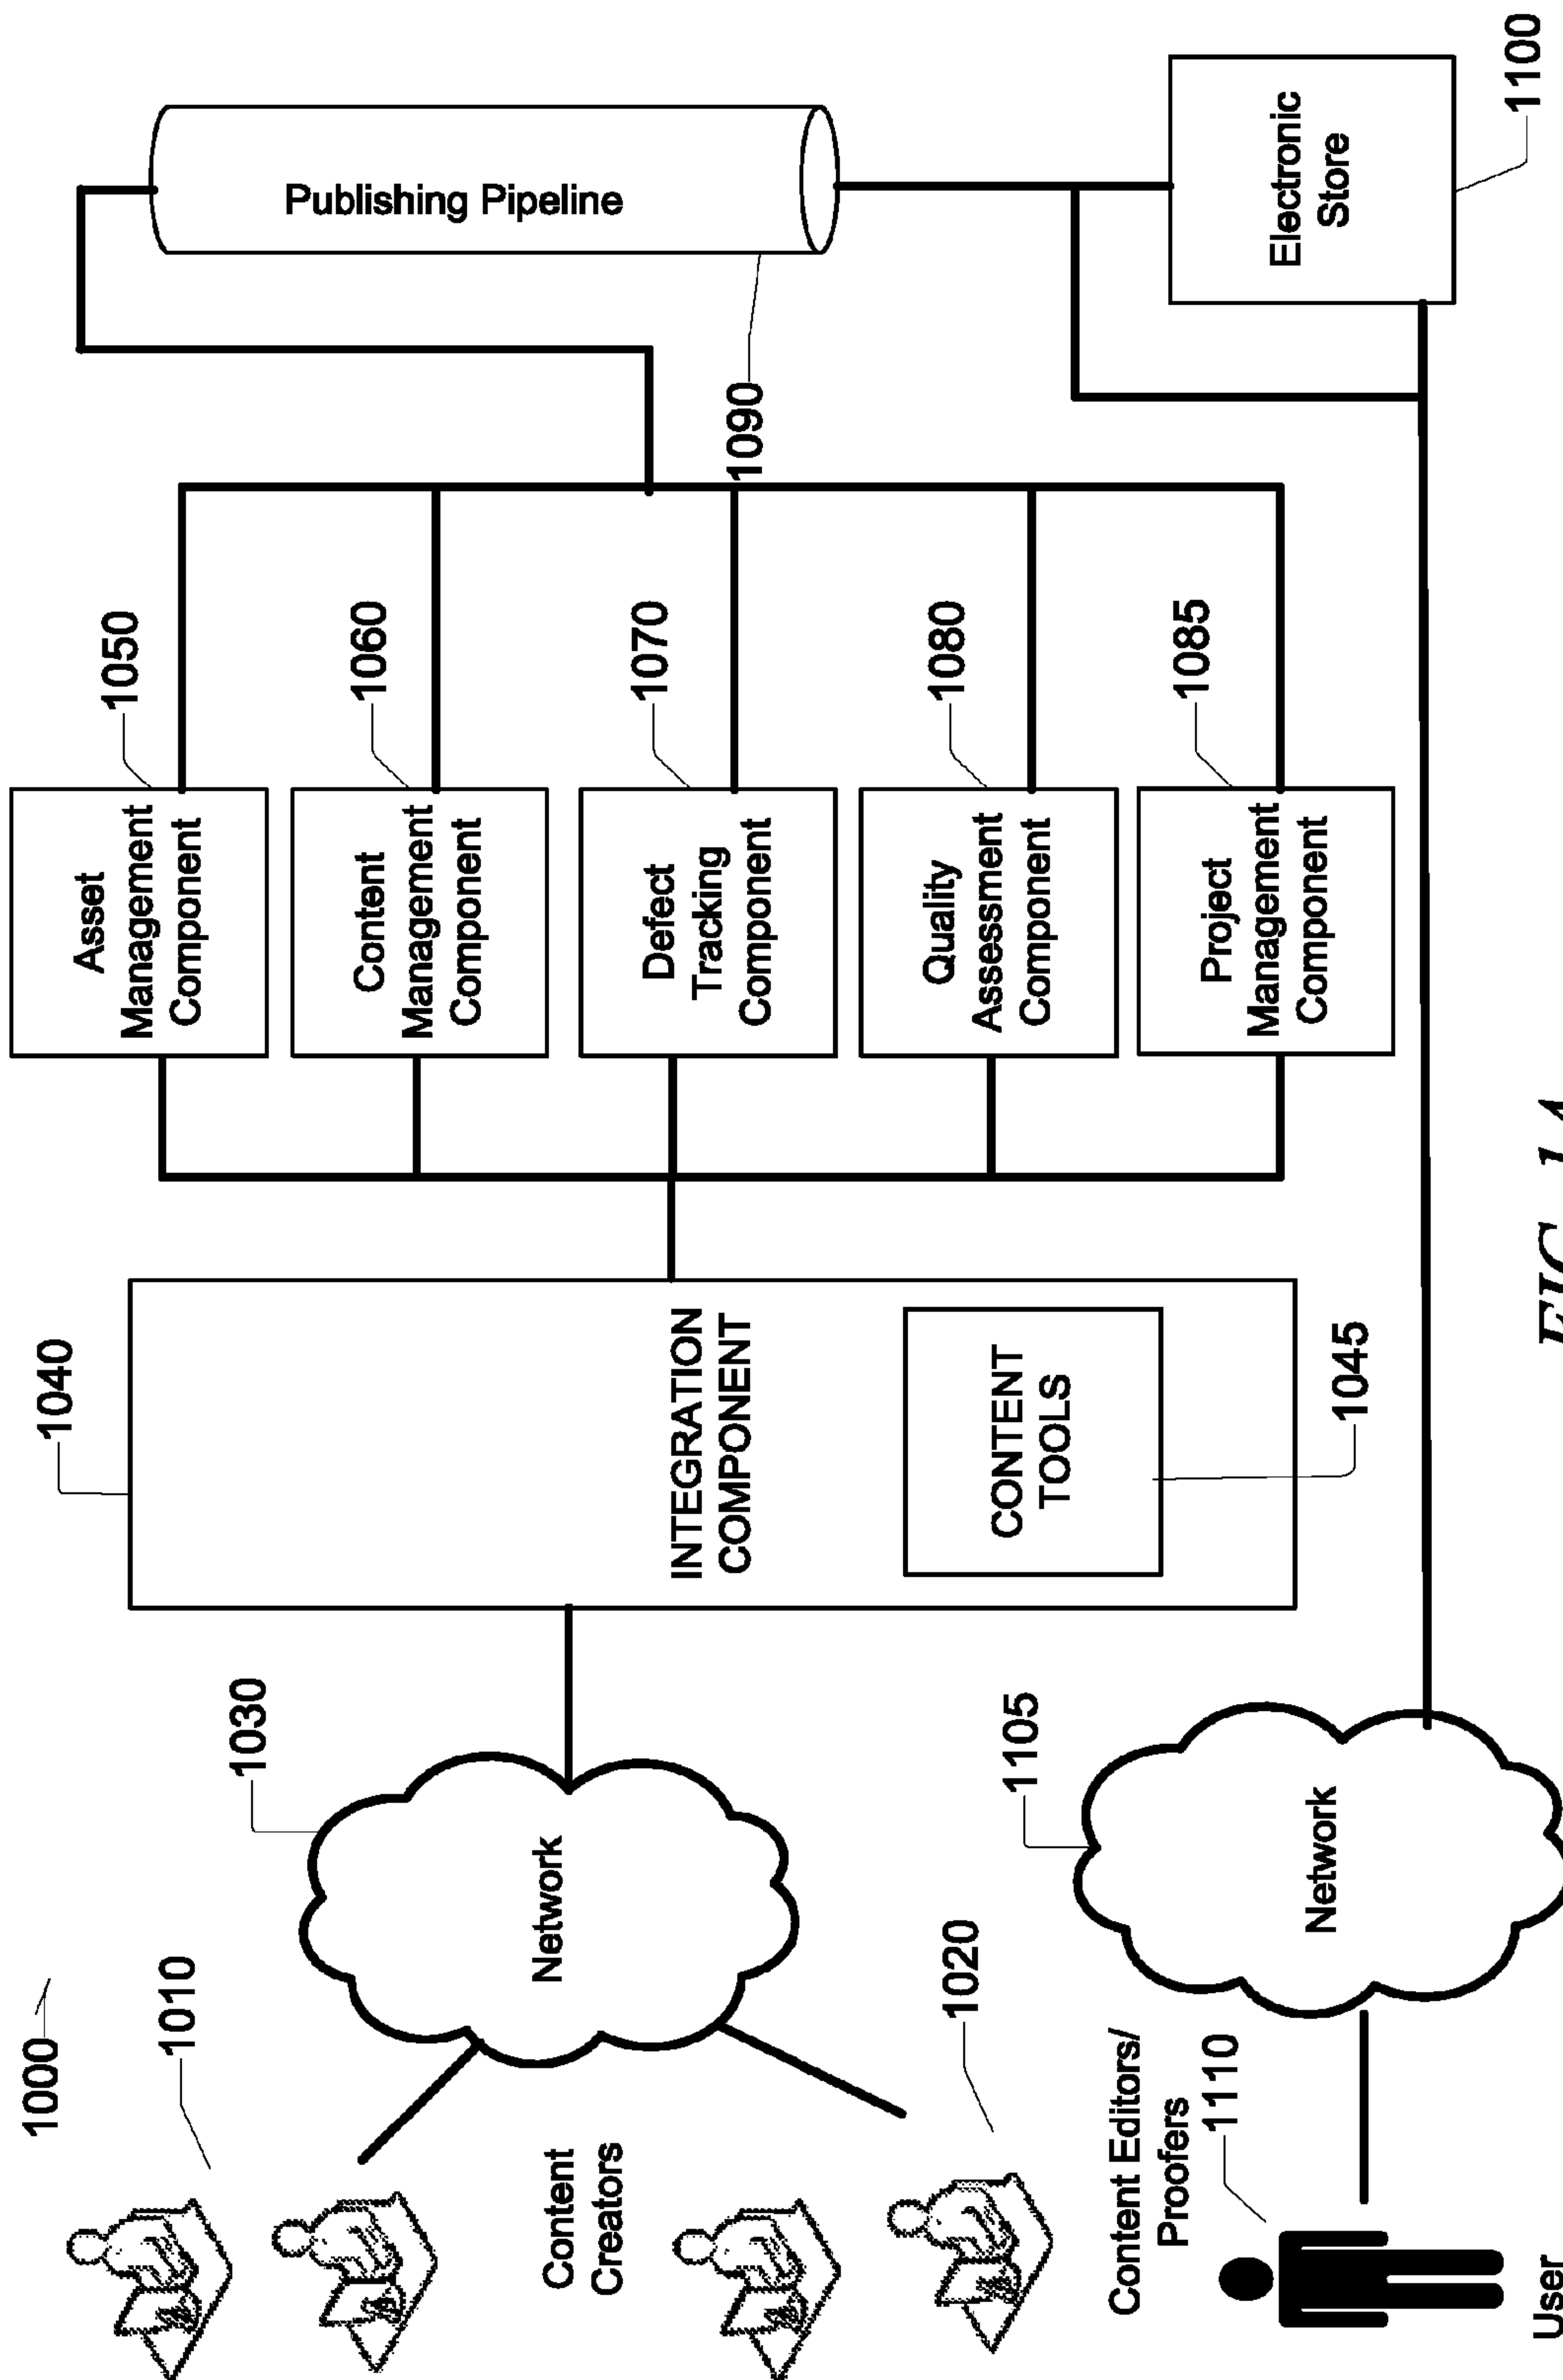 1000
1010
Content
Creators
1020
Content Editors/
Proofers
1110
User
1030
Network
1105
Network
1040
INTEGRATION
COMPONENT
CONTENT
TOOLS
1045
Asset
Management
Component
1050
Content
Management
Component
1060
Defect
Tracking
Component
1070
Quality
Assessment
Component
1080
Project
Management
Component
1085
Publishing Pipeline
1090
Electronic
Store
1100
FIG. 1A